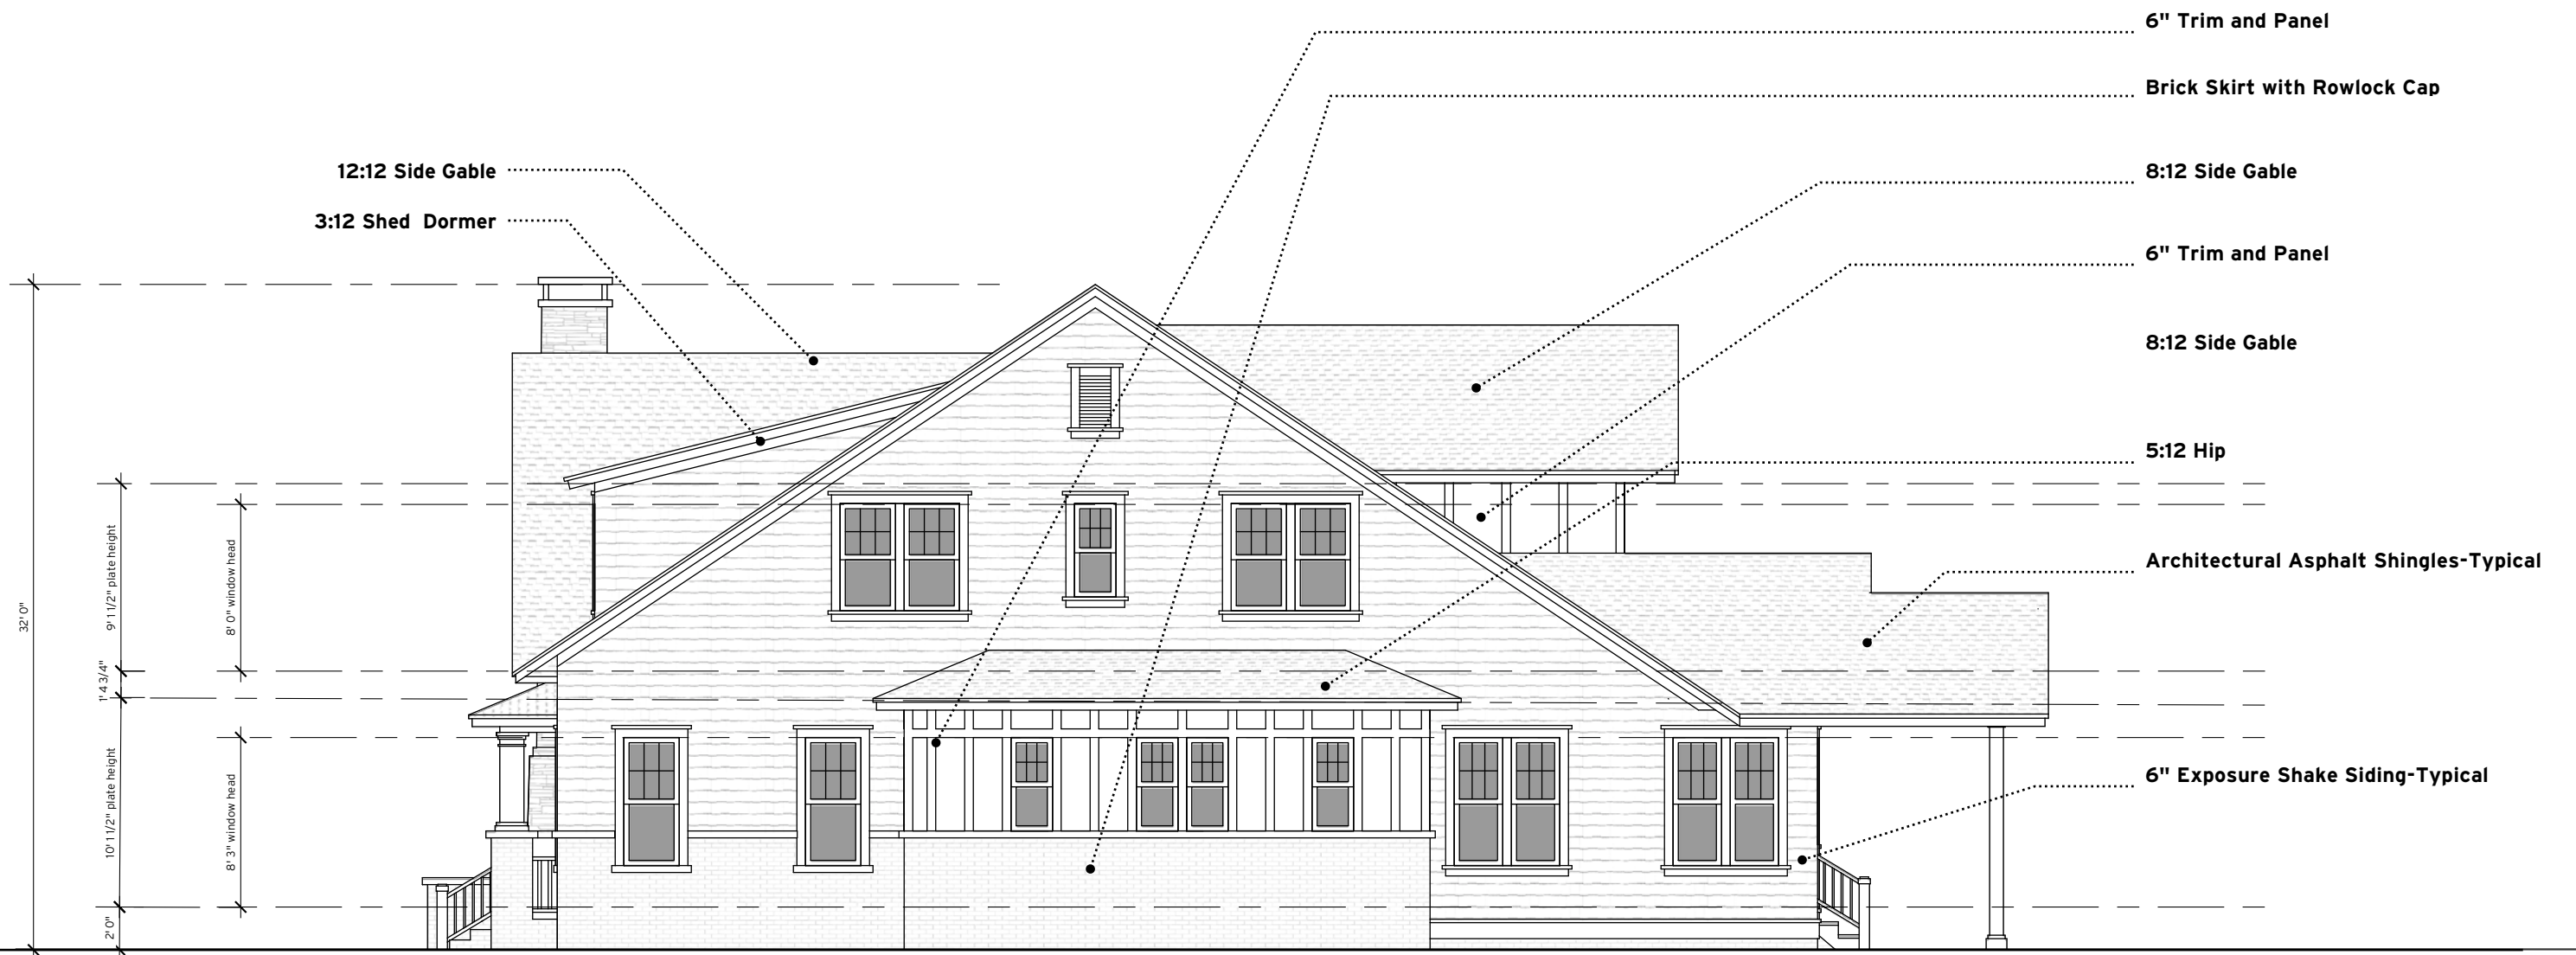 6" Trim and Panel
Brick Skirt with Rowlock Cap
12:12 Side Gable
8:12 Side Gable
3:12 Shed Dormer
6" Trim and Panel
8:12 Side Gable
5:12 Hip
Architectural Asphalt Shingles-Typical
6" Exposure Shake Siding-Typical
32' 0"
9' 1 1/2" plate height
8' 0" window head
1' 4 3/4"
10' 1 1/2" plate height
8' 3" window head
2' 0"